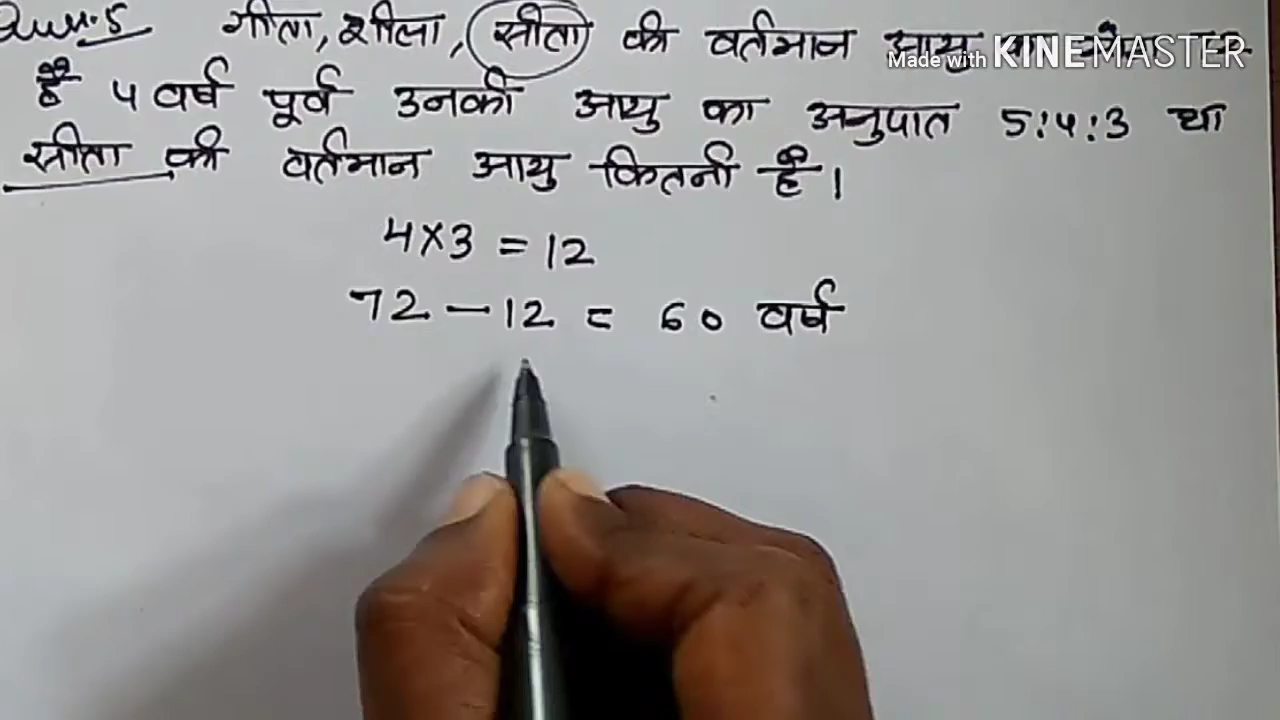 Ques.5 गीता, शीला, सीता की वर्तमान आयु का
Made with KINEMASTER
है 4 वर्ष पूर्व उनकी आयु का अनुपात 5:4:3 था
सीता की वर्तमान आयु कितनी है।
4×3 = 12
72 – 12 = 60 वर्ष